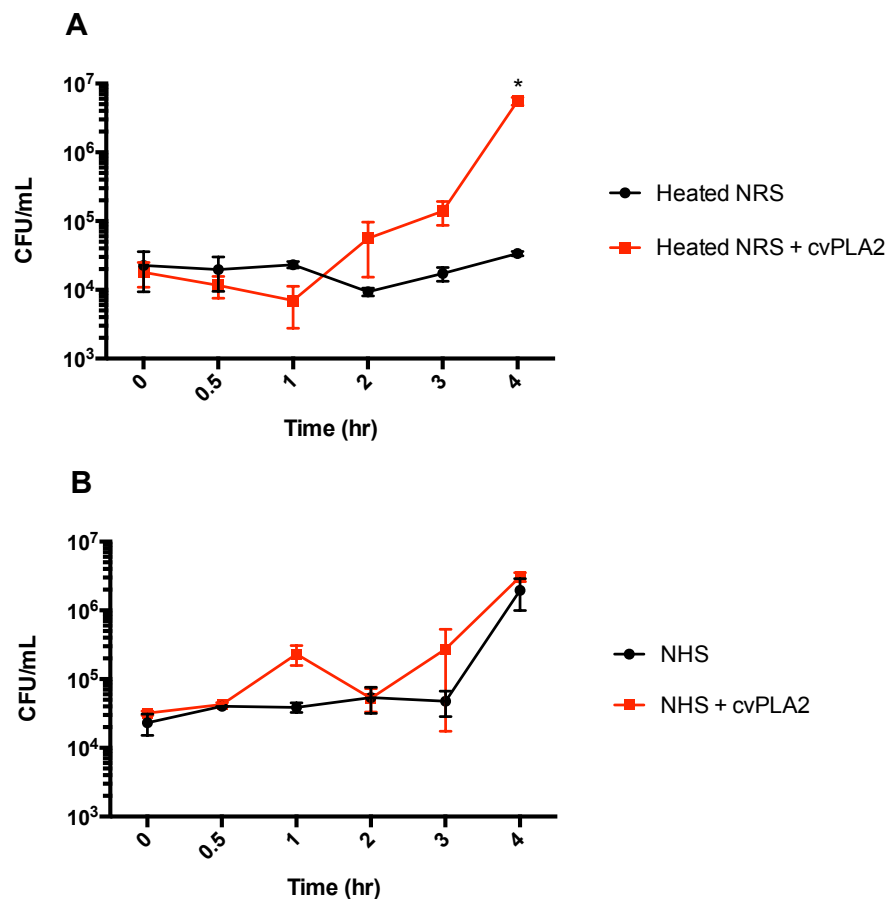 A
10⁷
10⁶
10⁵
10⁴
10³
CFU/mL
*
0 0.5 1 2 3 4
Time (hr)
Heated NRS
Heated NRS + cvPLA2
B
10⁷
10⁶
10⁵
10⁴
10³
CFU/mL
0 0.5 1 2 3 4
Time (hr)
NHS
NHS + cvPLA2